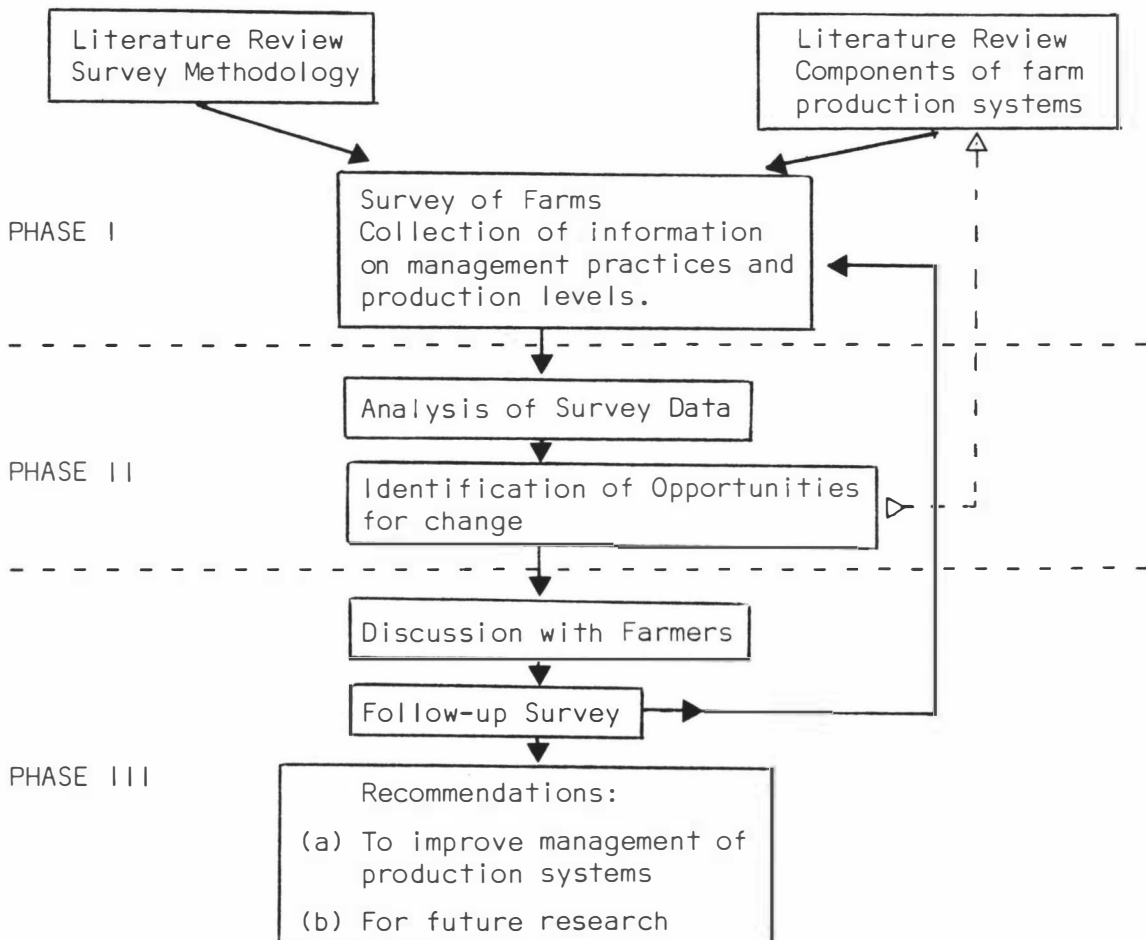 Literature Review
Survey Methodology
Literature Review
Components of farm
production systems
PHASE I
Survey of Farms
Collection of information
on management practices and
production levels.
Analysis of Survey Data
PHASE II
Identification of Opportunities
for change
Discussion with Farmers
Follow-up Survey
PHASE III
Recommendations:
(a) To improve management of
production systems
(b) For future research